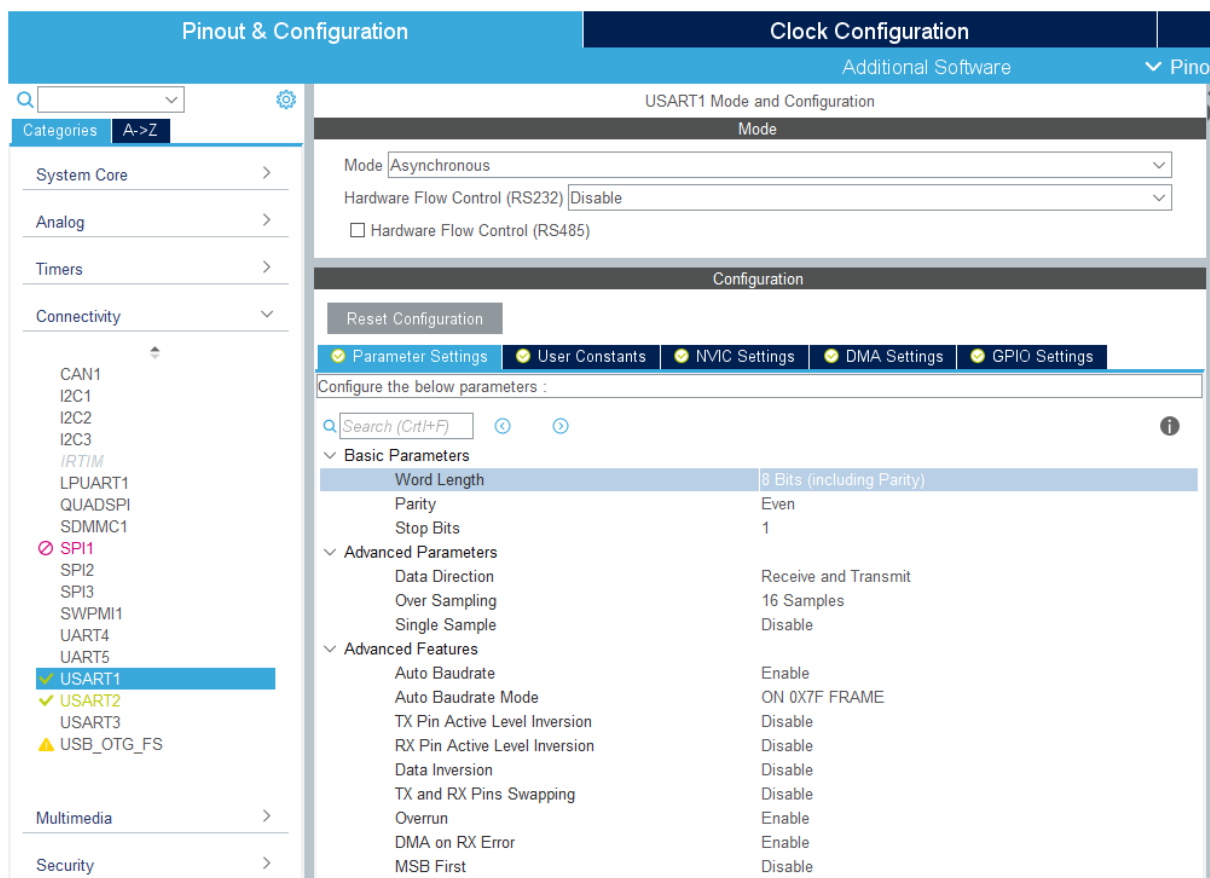 Pinout & Configuration
Clock Configuration
Additional Software
Pino
Categories
A->Z
System Core
Analog
Timers
Connectivity
CAN1
I2C1
I2C2
I2C3
IRTIM
LPUART1
QUADSPI
SDMMC1
SPI1
SPI2
SPI3
SWPMI1
UART4
UART5
USART1
USART2
USART3
USB_OTG_FS
Multimedia
Security
USART1 Mode and Configuration
Mode
Mode Asynchronous
Hardware Flow Control (RS232) Disable
Hardware Flow Control (RS485)
Configuration
Reset Configuration
Parameter Settings User Constants NVIC Settings DMA Settings GPIO Settings
Configure the below parameters :
Search (CrtI+F)
Basic Parameters
Word Length 8 Bits (including Parity)
Parity Even
Stop Bits 1
Advanced Parameters
Data Direction Receive and Transmit
Over Sampling 16 Samples
Single Sample Disable
Advanced Features
Auto Baudrate Enable
Auto Baudrate Mode ON 0X7F FRAME
TX Pin Active Level Inversion Disable
RX Pin Active Level Inversion Disable
Data Inversion Disable
TX and RX Pins Swapping Disable
Overrun Enable
DMA on RX Error Enable
MSB First Disable